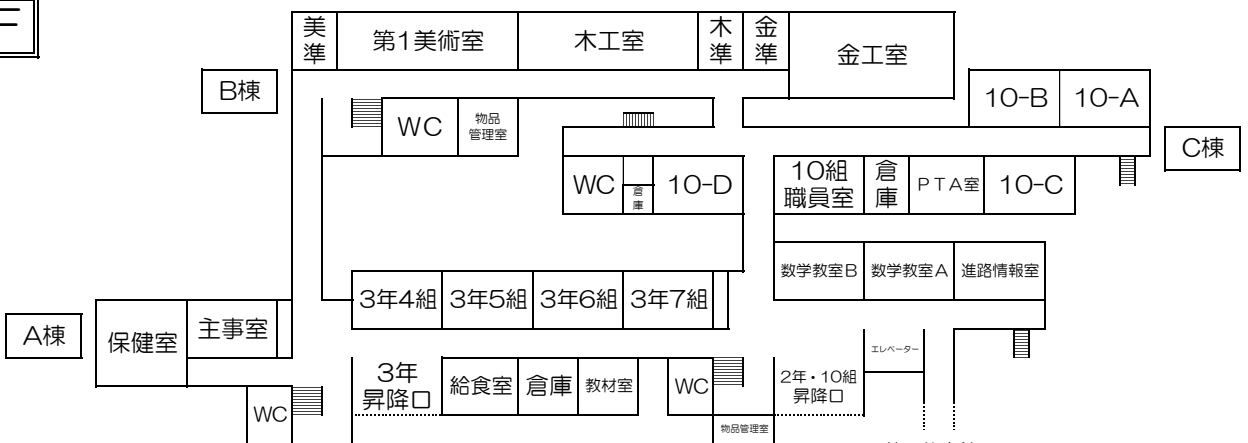 美準
第1美術室
木工室
木準
金準
金工室
B棟
10-B
10-A
WC
物品
管理室
C棟
WC
倉庫
10-D
10組
職員室
倉庫
PTA室
10-C
数学教室B
数学教室A
進路情報室
3年4組
3年5組
3年6組
3年7組
A棟
保健室
主事室
エレベーター
3年
昇降口
給食室
倉庫
教材室
WC
2年・10組
昇降口
WC
物品管理室